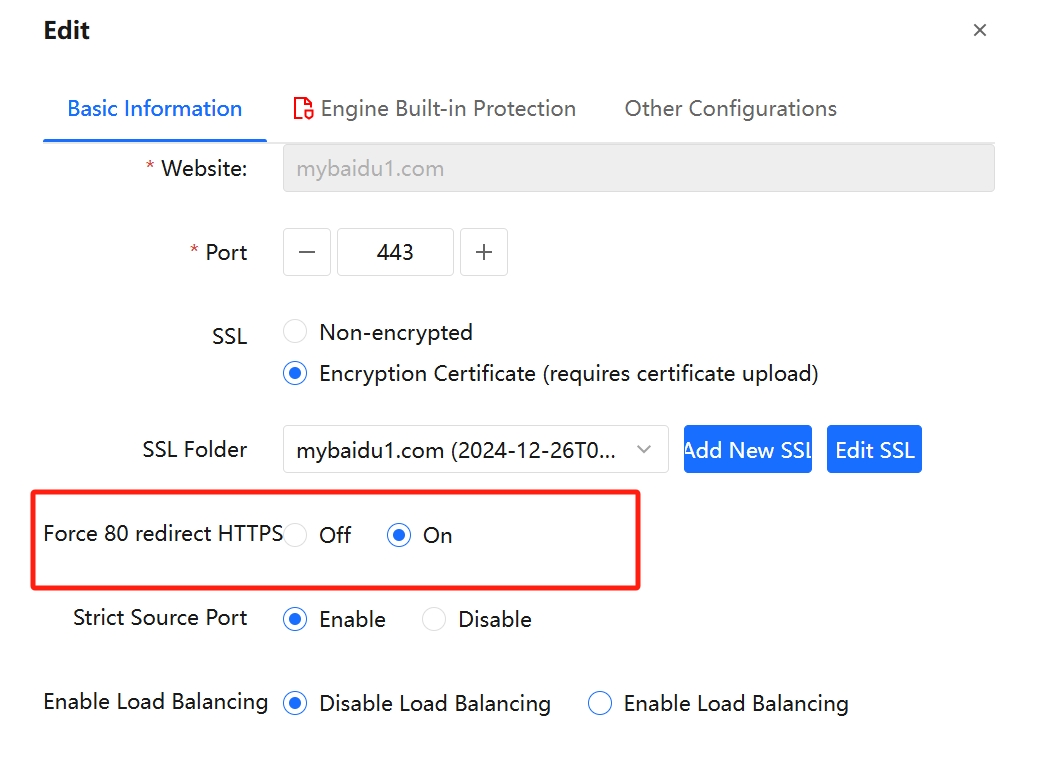 Edit
Basic Information Engine Built-in Protection Other Configurations
* Website: mybaidu1.com
* Port 443
SSL Non-encrypted
Encryption Certificate (requires certificate upload)
SSL Folder mybaidu1.com (2024-12-26T0... Add New SSL Edit SSL
Force 80 redirect HTTPS Off On
Strict Source Port Enable Disable
Enable Load Balancing Disable Load Balancing Enable Load Balancing